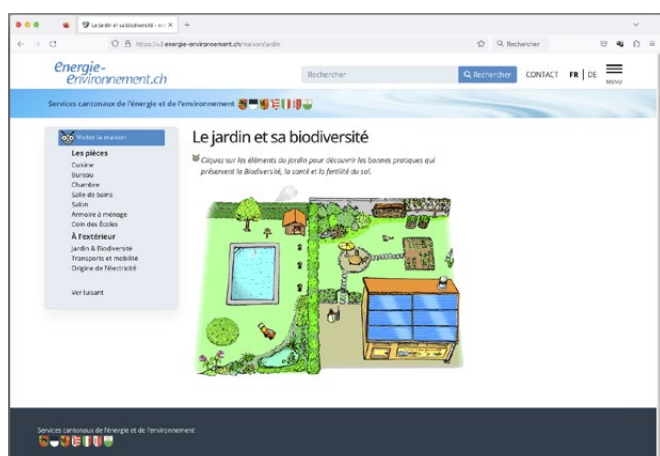 Le jardin et sa biodiversité - én
https://v3.energie-environnement.ch/maison/jardin
Rechercher
energie-
environnement.ch
Rechercher
Rechercher
CONTACT
FR | DE
MENU
Services cantonaux de l'énergie et de l'environnement
Visiter la maison
Les pièces
Cuisine
Bureau
Chambre
Salle de bains
Salon
Armoire à ménage
Coin des Écoles
À l'extérieur
Jardin & Biodiversité
Transports et mobilité
Origine de l'électricité
Ver luisant
Le jardin et sa biodiversité
Cliquez sur les éléments du jardin pour découvrir les bonnes pratiques qui
préservent la Biodiversité, la santé et la fertilité du sol.
Services cantonaux de l'énergie et de l'environnement